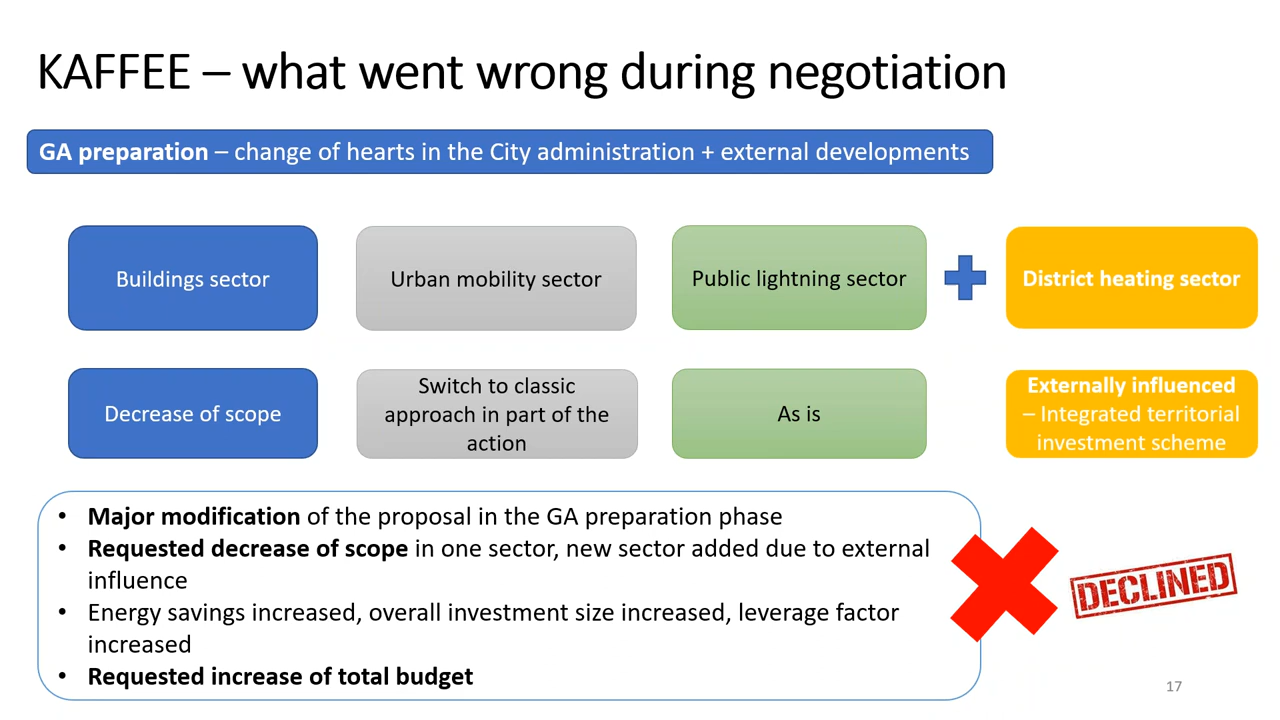 KAFFEE – what went wrong during negotiation
GA preparation – change of hearts in the City administration + external developments
Buildings sector
Urban mobility sector
Public lightning sector
District heating sector
Decrease of scope
Switch to classic
approach in part of the
action
As is
Externally influenced
– Integrated territorial
investment scheme
• Major modification of the proposal in the GA preparation phase
• Requested decrease of scope in one sector, new sector added due to external
influence
• Energy savings increased, overall investment size increased, leverage factor
increased
• Requested increase of total budget
DECLINED
17